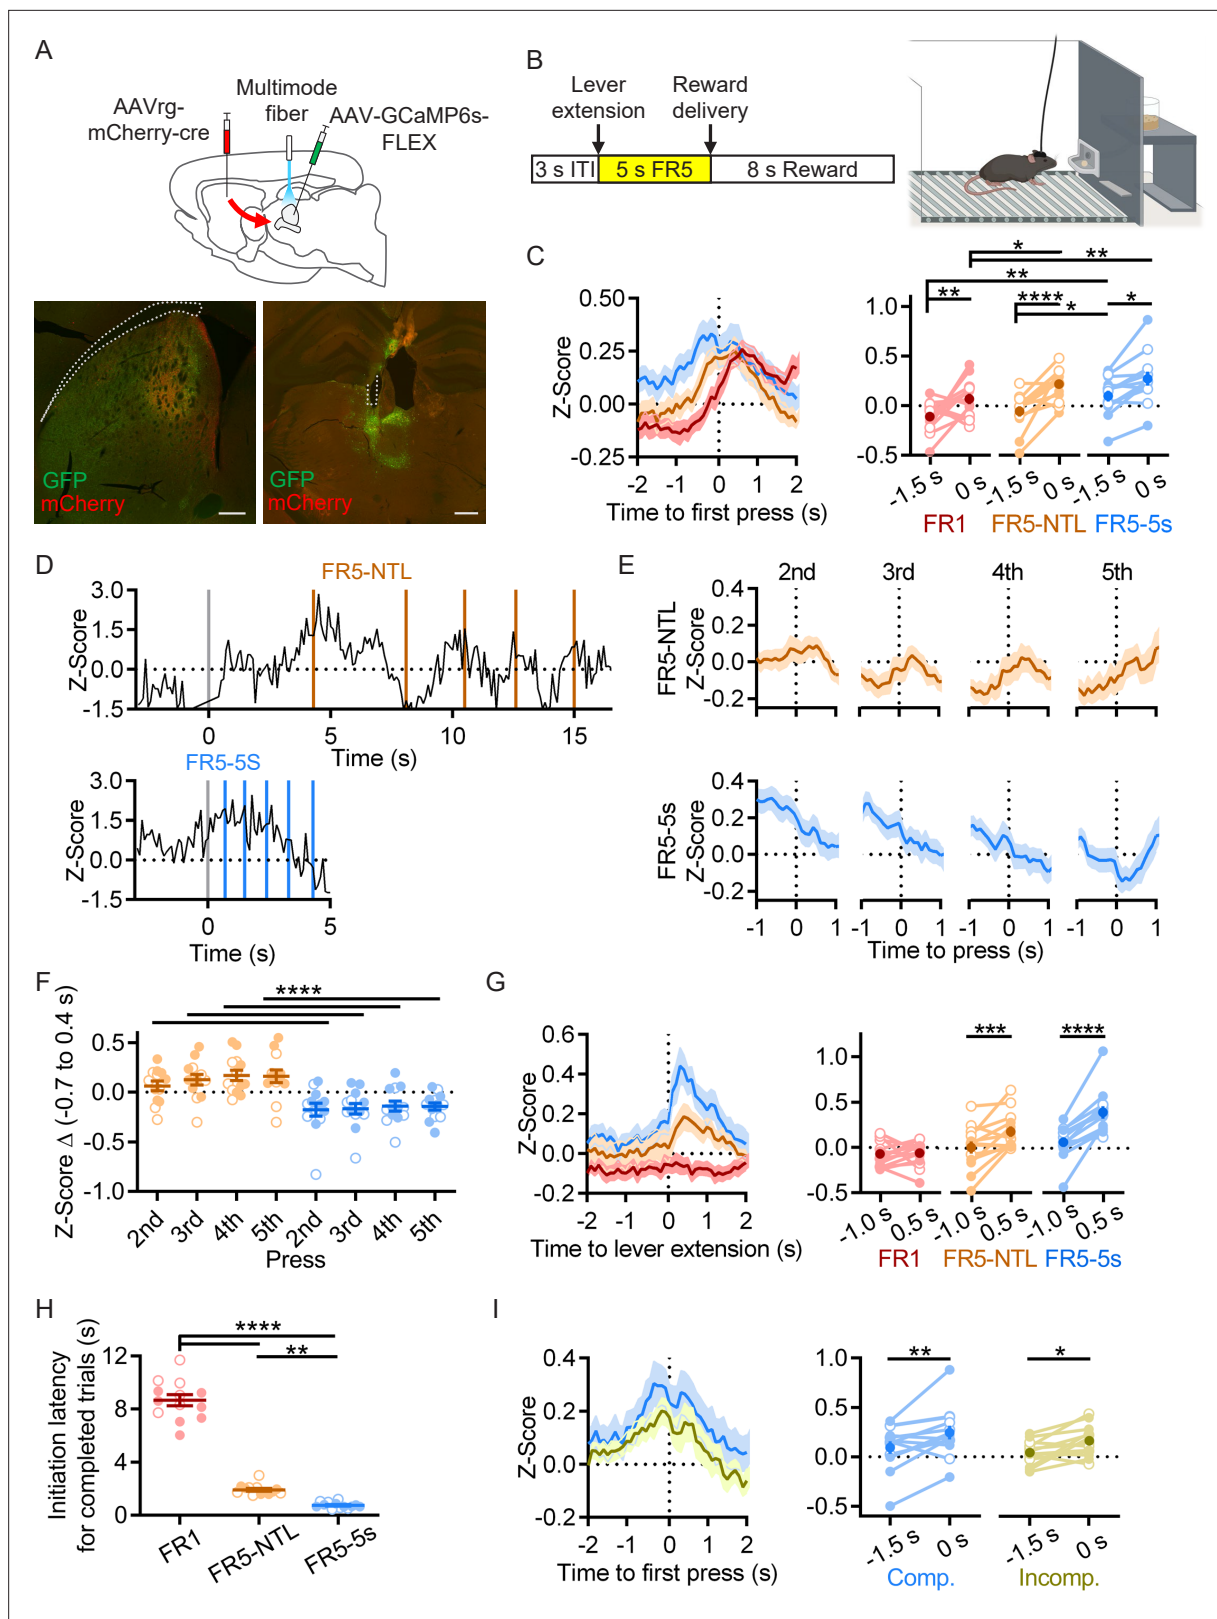 A
AAVrg-
mCherry-cre
Multimode
fiber
AAV-GCaMP6s-
FLEX
GFP
mCherry
GFP
mCherry
B
Lever
extension
Reward
delivery
3 s ITI
5 s FR5
8 s Reward
C
Z-Score
0.50
0.25
0.00
-0.25
-2
-1
0
1
2
Time to first press (s)
*
**
**
**
****
*
*
1.0
0.5
0.0
-0.5
-1.5 s
0 s
-1.5 s
0 s
-1.5 s
0 s
FR1
FR5-NTL
FR5-5s
D
FR5-NTL
Z-Score
3.0
1.5
0.0
-1.5
0
5
10
15
Time (s)
FR5-5S
Z-Score
3.0
1.5
0.0
-1.5
0
5
Time (s)
E
2nd
3rd
4th
5th
FR5-NTL
Z-Score
0.4
0.2
0.0
-0.2
-1
0
1
-1
0
1
-1
0
1
-1
0
1
FR5-5s
Z-Score
0.4
0.2
0.0
-0.2
-1
0
1
-1
0
1
-1
0
1
-1
0
1
Time to press (s)
F
Z-Score Δ (-0.7 to 0.4 s)
****
0.5
0.0
-0.5
-1.0
2nd
3rd
4th
5th
2nd
3rd
4th
5th
Press
G
Z-Score
0.6
0.4
0.2
0.0
0.2
-2
-1
0
1
2
Time to lever extension (s)
***
****
1.0
0.5
0.0
-0.5
-1.0 s
0.5 s
-1.0 s
0.5 s
-1.0 s
0.5 s
FR1
FR5-NTL
FR5-5s
H
Initiation latency
for completed trials (s)
****
**
12
8
4
0
FR1
FR5-NTL
FR5-5s
I
Z-Score
0.4
0.2
0.0
-0.2
-2
-1
0
1
2
Time to first press (s)
**
*
1.0
0.5
0.0
-0.5
-1.5 s
0 s
-1.5 s
0 s
Comp.
Incomp.